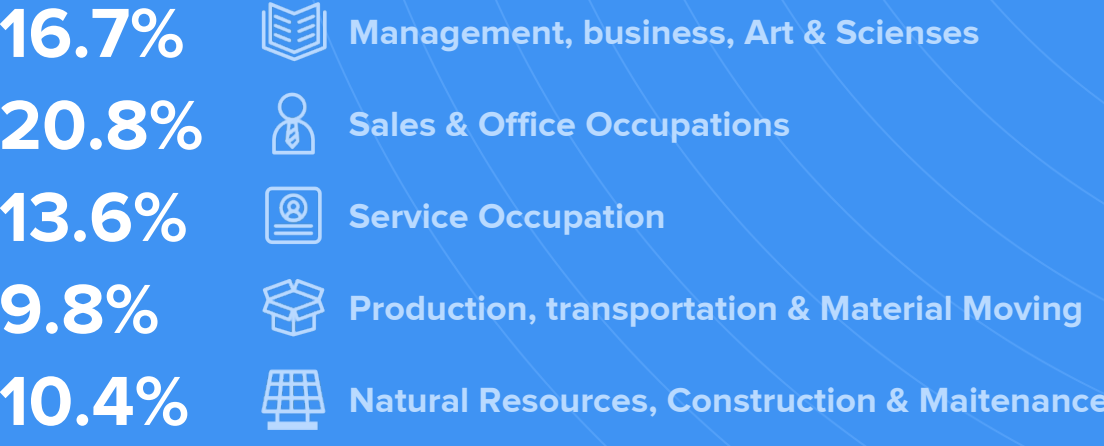 16.7% Management, business, Art & Scienses
20.8% Sales & Office Occupations
13.6% Service Occupation
9.8% Production, transportation & Material Moving
10.4% Natural Resources, Construction & Maitenance